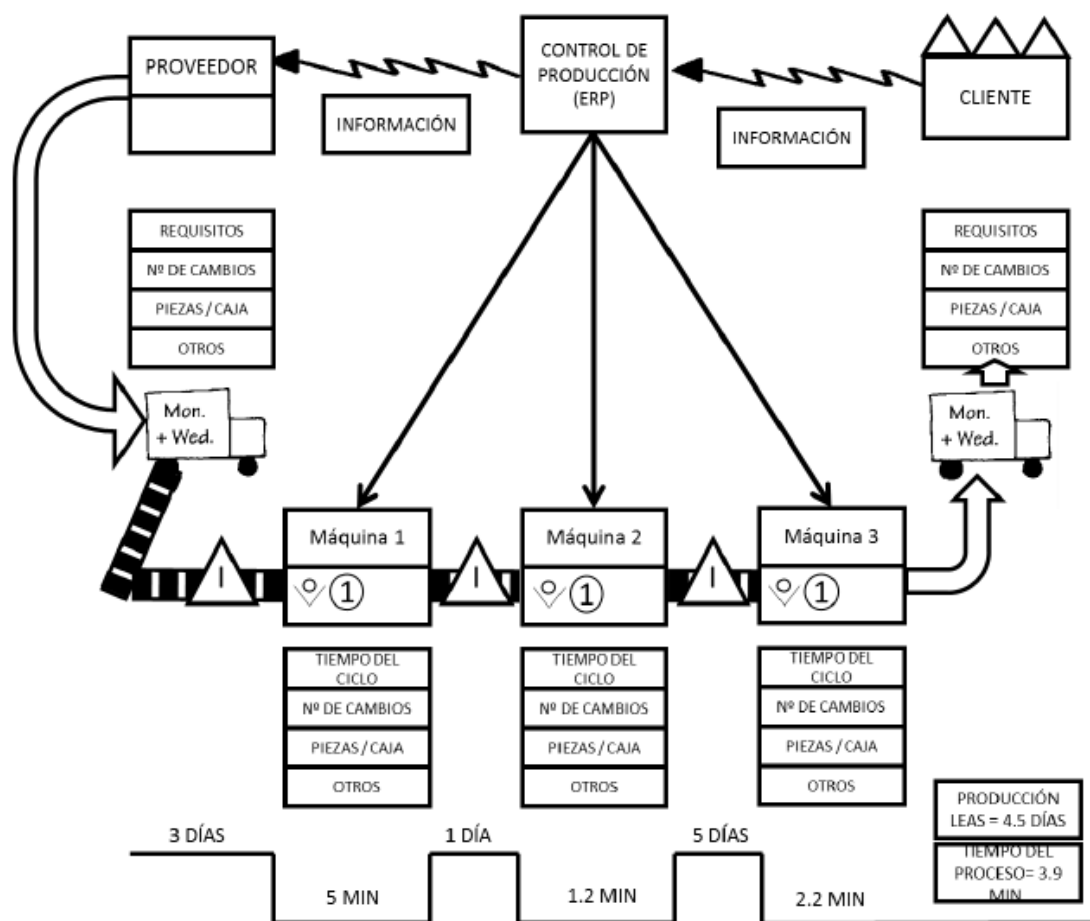 PROVEEDOR
CONTROL DE
PRODUCCIÓN
(ERP)
CLIENTE
INFORMACIÓN
INFORMACIÓN
REQUISITOS
Nº DE CAMBIOS
PIEZAS / CAJA
OTROS
REQUISITOS
Nº DE CAMBIOS
PIEZAS / CAJA
OTROS
Mon.
+ Wed.
Mon.
+ Wed.
Máquina 1
Máquina 2
Máquina 3
I
1
I
1
I
1
TIEMPO DEL
CICLO
Nº DE CAMBIOS
PIEZAS / CAJA
OTROS
TIEMPO DEL
CICLO
Nº DE CAMBIOS
PIEZAS / CAJA
OTROS
TIEMPO DEL
CICLO
Nº DE CAMBIOS
PIEZAS / CAJA
OTROS
PRODUCCIÓN
LEAS = 4.5 DÍAS
TIEMPO DEL
PROCESO= 3.9
MIN
3 DÍAS
1 DÍA
5 DÍAS
5 MIN
1.2 MIN
2.2 MIN